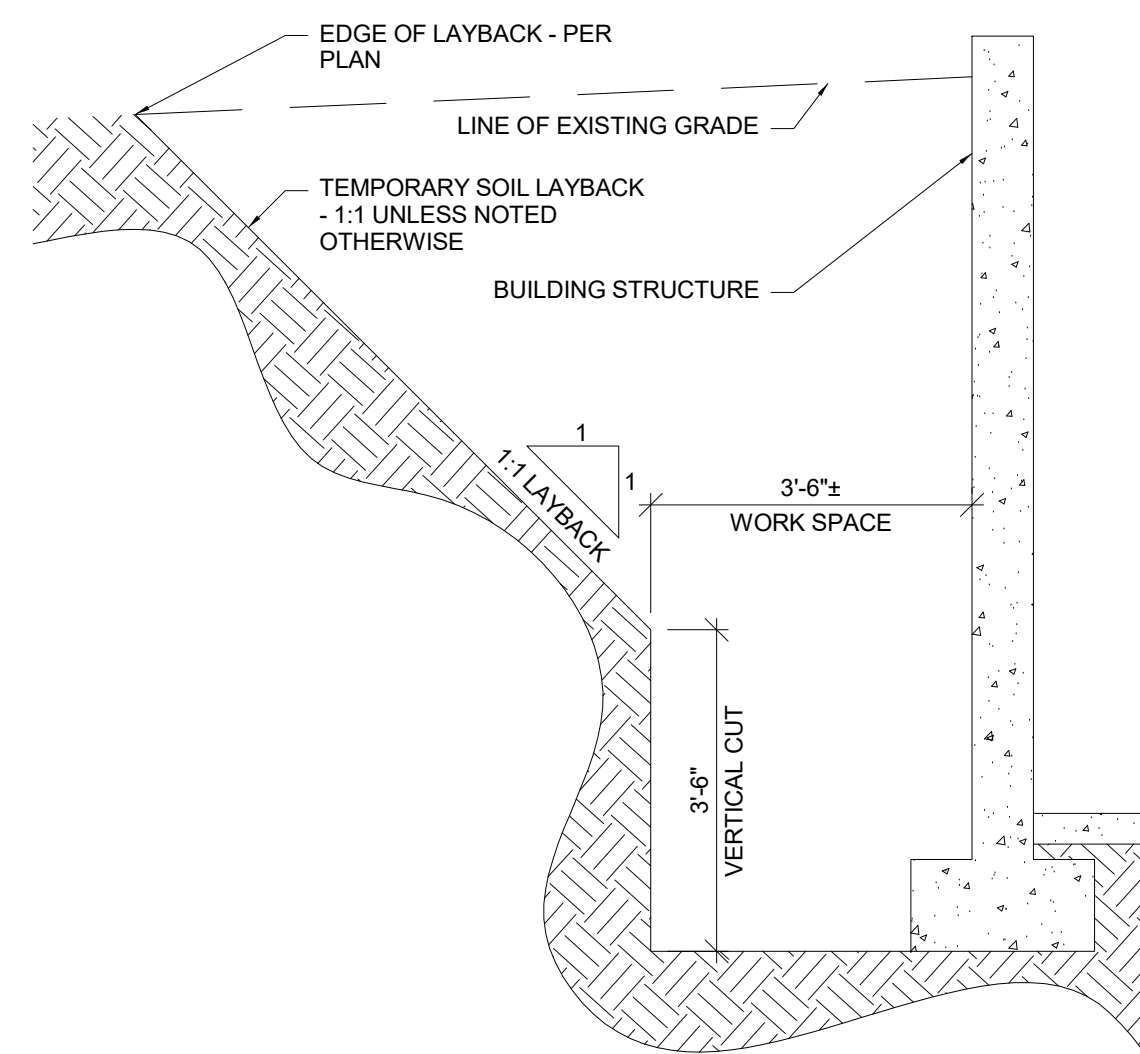 EDGE OF LAYBACK - PER
PLAN
LINE OF EXISTING GRADE
TEMPORARY SOIL LAYBACK
- 1:1 UNLESS NOTED
OTHERWISE
BUILDING STRUCTURE
1
1
1:1 LAYBACK
3'-6"±
WORK SPACE
3'-6"
VERTICAL CUT